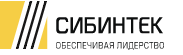 СИБИНТЕК
ОБЕСПЕЧИВАЯ ЛИДЕРСТВО